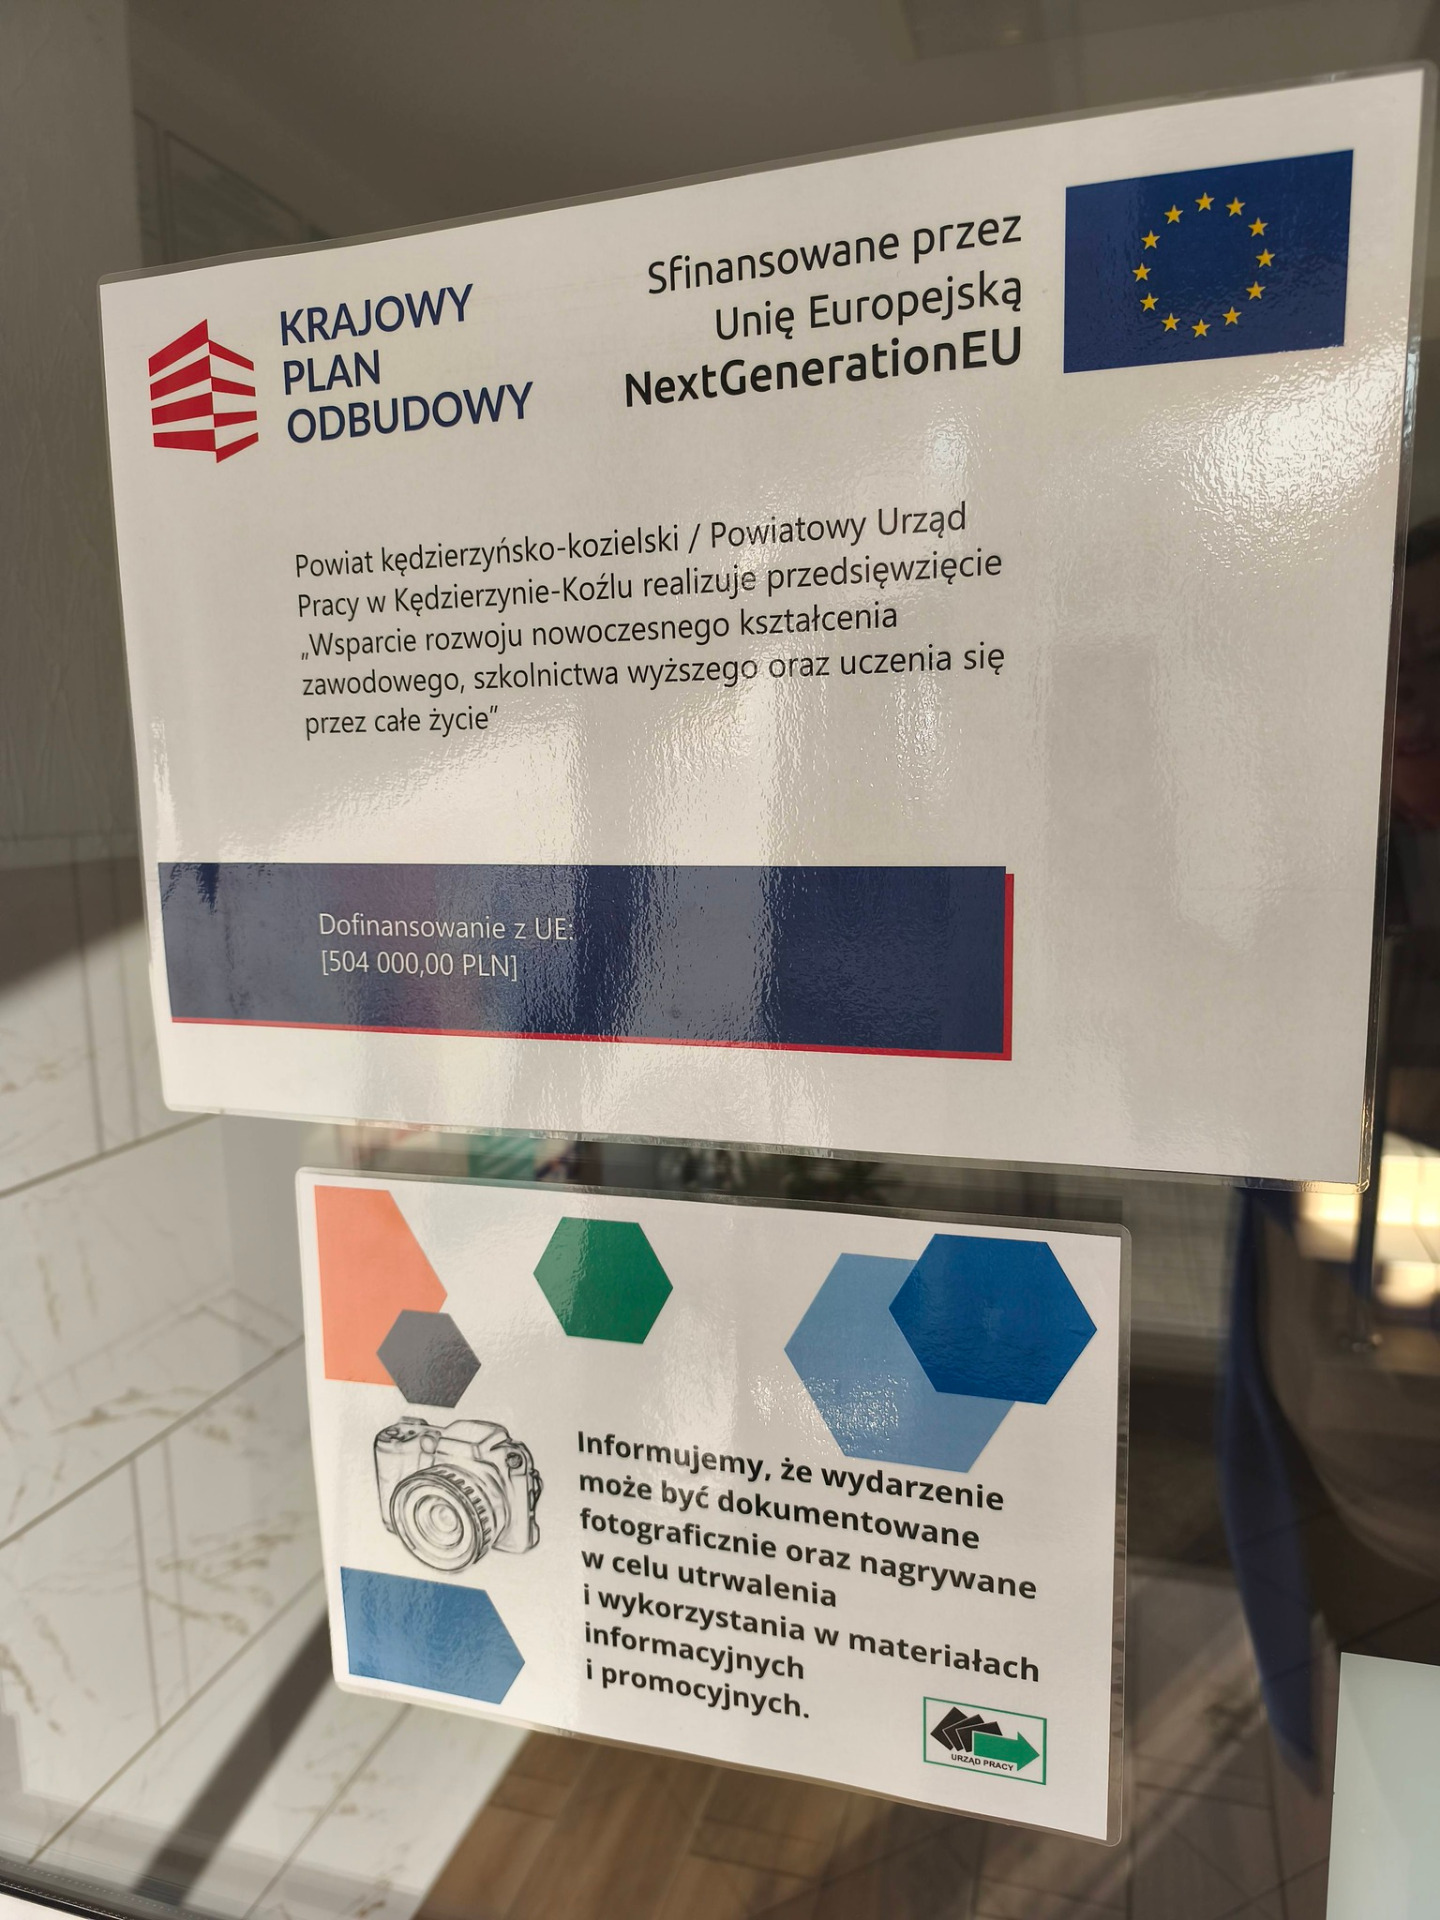 KRAJOWY
PLAN
ODBUDOWY
Sfinansowane przez
Unię Europejską
NextGenerationEU
Powiat kędzierzyńsko-kozielski / Powiatowy Urząd
Pracy w Kędzierzynie-Koźlu realizuje przedsięwzięcie
„Wsparcie rozwoju nowoczesnego kształcenia
zawodowego, szkolnictwa wyższego oraz uczenia się
przez całe życie”
Dofinansowanie z UE:
[504 000,00 PLN]
Informujemy, że wydarzenie
może być dokumentowane
fotograficznie oraz nagrywane
w celu utrwalenia
i wykorzystania w materiałach
informacyjnych
i promocyjnych.
URZĄD PRACY